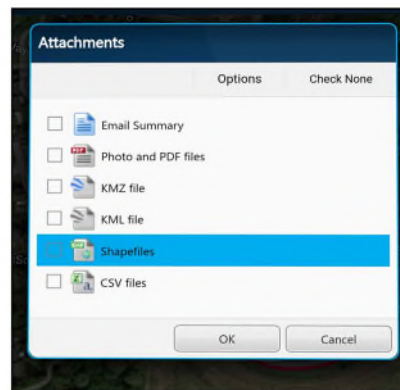 Attachments
Options Check None
Email Summary
Photo and PDF files
KMZ file
KML file
Shapefiles
CSV files
OK Cancel